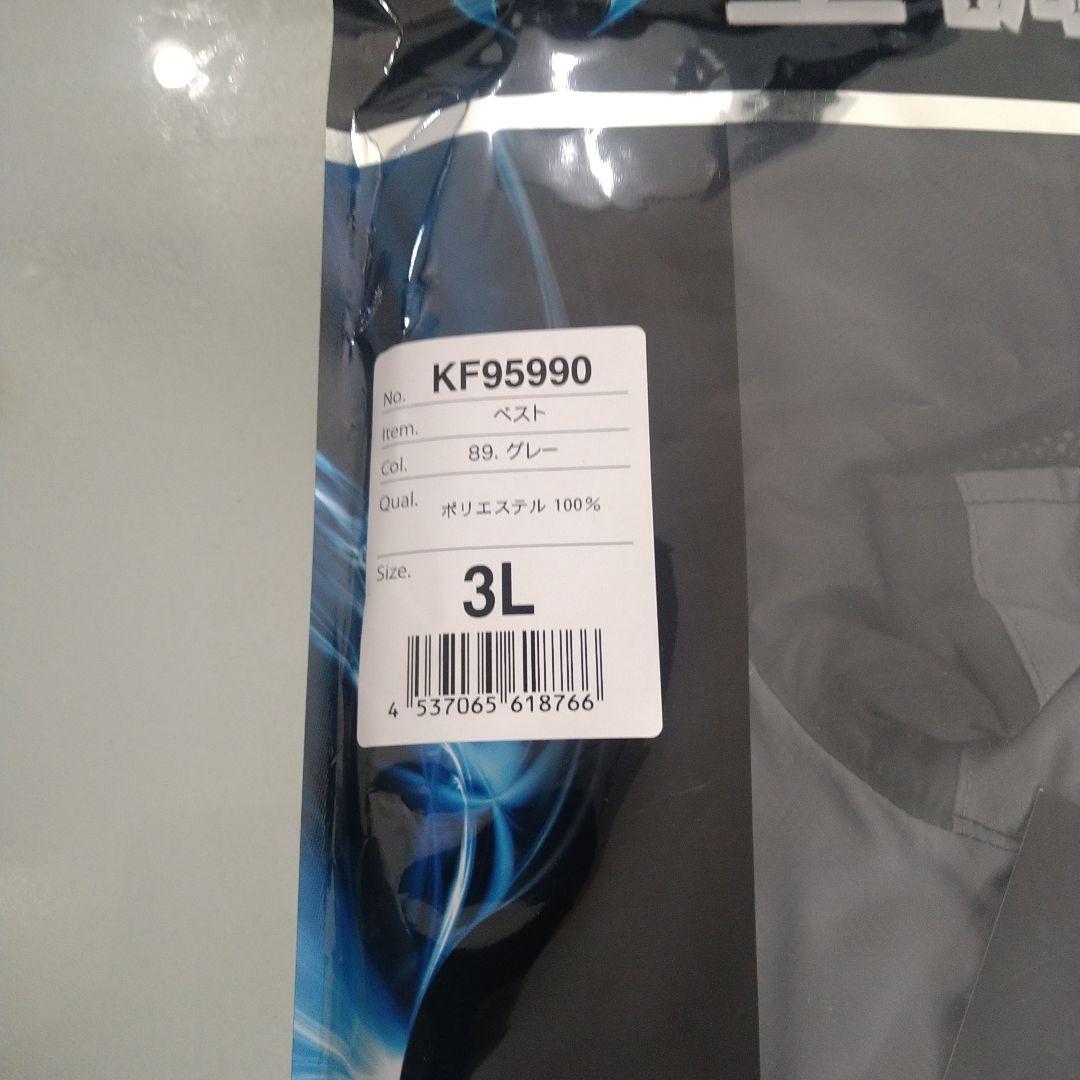 No. KF95990
Item. ベスト
Col. 89. グレー
Qual. ポリエステル 100%
Size. 3L
4 537065 618766